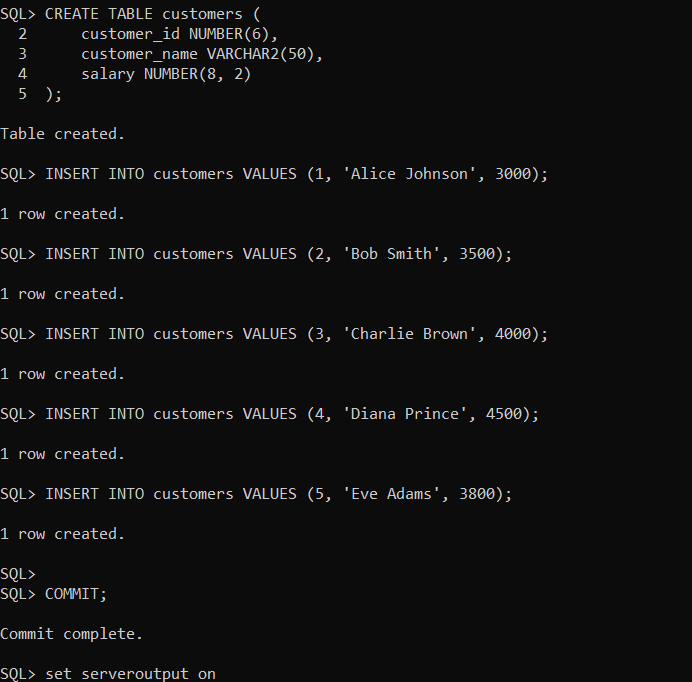 SQL> CREATE TABLE customers (
  2      customer_id NUMBER(6),
  3      customer_name VARCHAR2(50),
  4      salary NUMBER(8, 2)
  5  );
Table created.
SQL> INSERT INTO customers VALUES (1, 'Alice Johnson', 3000);
1 row created.
SQL> INSERT INTO customers VALUES (2, 'Bob Smith', 3500);
1 row created.
SQL> INSERT INTO customers VALUES (3, 'Charlie Brown', 4000);
1 row created.
SQL> INSERT INTO customers VALUES (4, 'Diana Prince', 4500);
1 row created.
SQL> INSERT INTO customers VALUES (5, 'Eve Adams', 3800);
1 row created.
SQL>
SQL> COMMIT;
Commit complete.
SQL> set serveroutput on